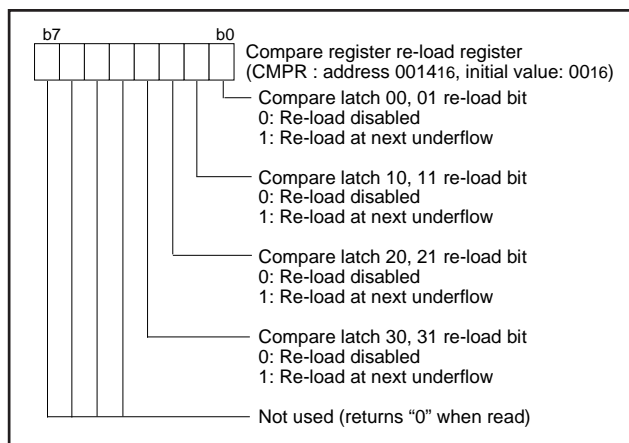 b7 b0
Compare register re-load register
(CMPR : address 001416, initial value: 0016)
Compare latch 00, 01 re-load bit
0: Re-load disabled
1: Re-load at next underflow
Compare latch 10, 11 re-load bit
0: Re-load disabled
1: Re-load at next underflow
Compare latch 20, 21 re-load bit
0: Re-load disabled
1: Re-load at next underflow
Compare latch 30, 31 re-load bit
0: Re-load disabled
1: Re-load at next underflow
Not used (returns “0” when read)